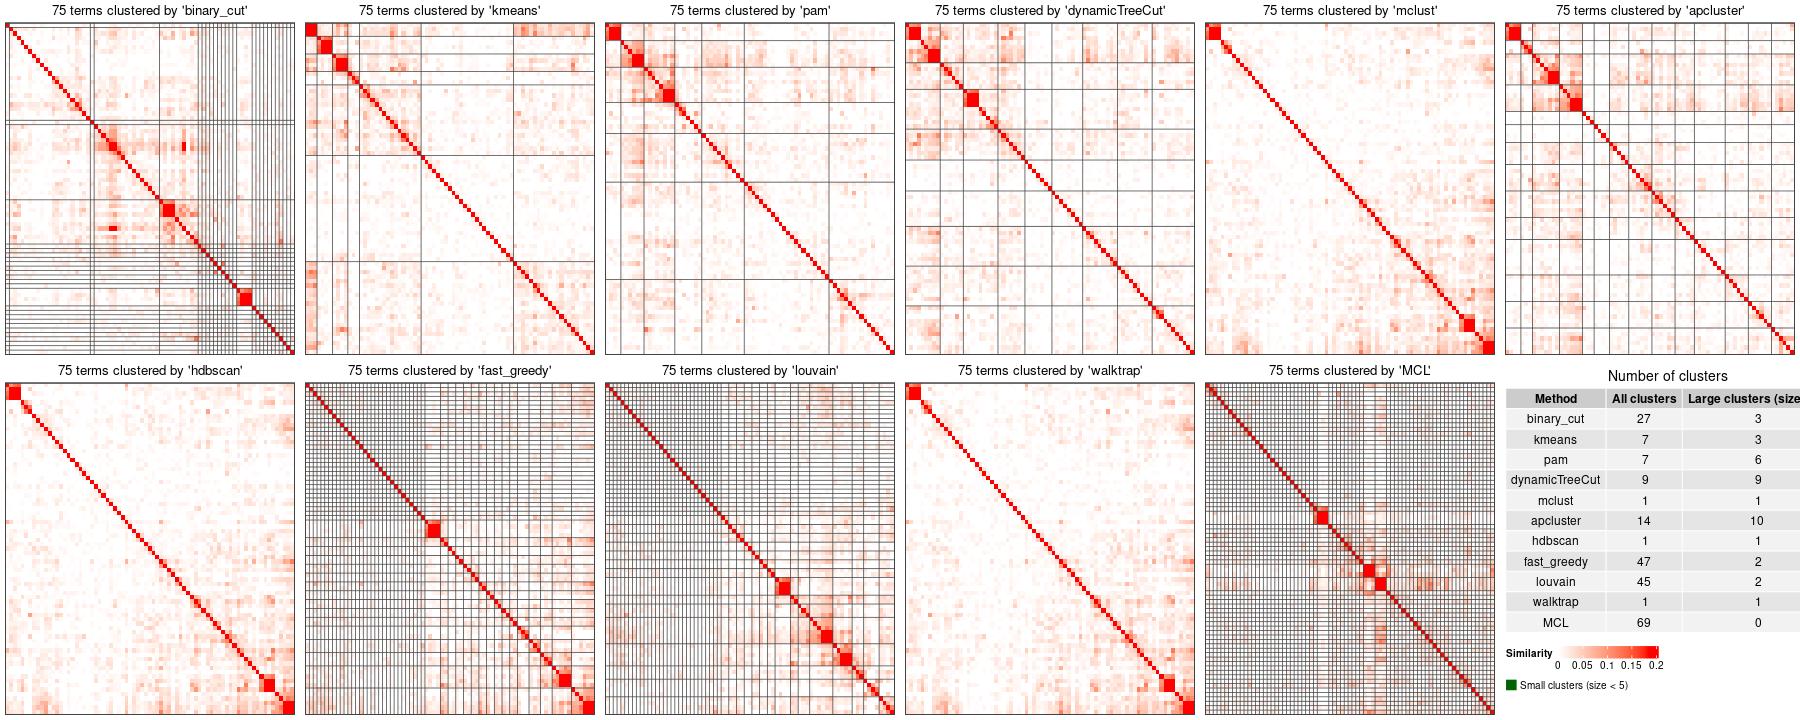 75 terms clustered by 'binary_cut'
75 terms clustered by 'kmeans'
75 terms clustered by 'pam'
75 terms clustered by 'dynamicTreeCut'
75 terms clustered by 'mclust'
75 terms clustered by 'apcluster'
75 terms clustered by 'hdbscan'
75 terms clustered by 'fast_greedy'
75 terms clustered by 'louvain'
75 terms clustered by 'walktrap'
75 terms clustered by 'MCL'
Number of clusters
Method All clusters Large clusters (size
binary_cut 27 3
kmeans 7 3
pam 7 6
dynamicTreeCut 9 9
mclust 1 1
apcluster 14 10
hdbscan 1 1
fast_greedy 47 2
louvain 45 2
walktrap 1 1
MCL 69 0
Similarity
0 0.05 0.1 0.15 0.2
Small clusters (size < 5)